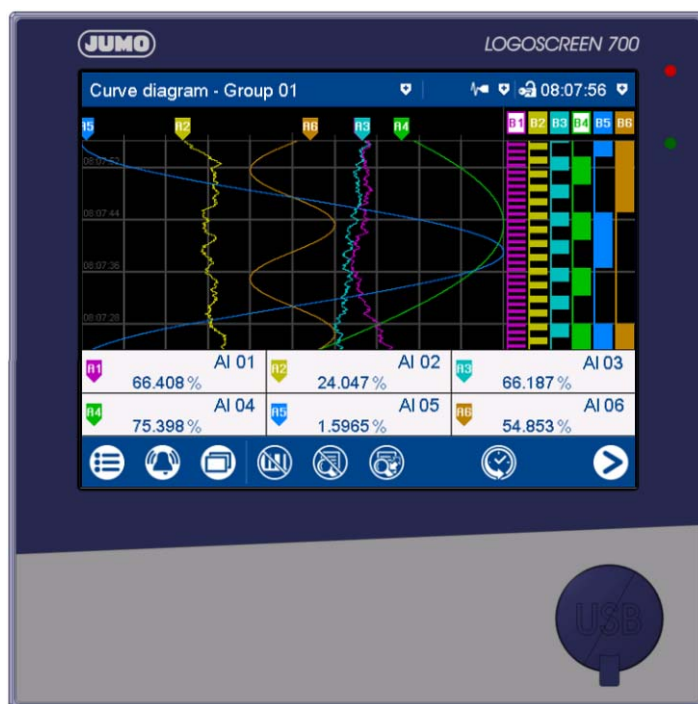 JUMO
LOGOSCREEN 700
Curve diagram - Group 01
08:07:56
A5 A2 A6 A3 A4 B1 B2 B3 B4 B5 B6
08:07:52
08:07:44
08:07:36
08:07:28
A1 AI 01
66.408 %
A2 AI 02
24.047 %
A3 AI 03
66.187 %
A4 AI 04
75.398 %
A5 AI 05
1.5965 %
A6 AI 06
54.853 %
USB